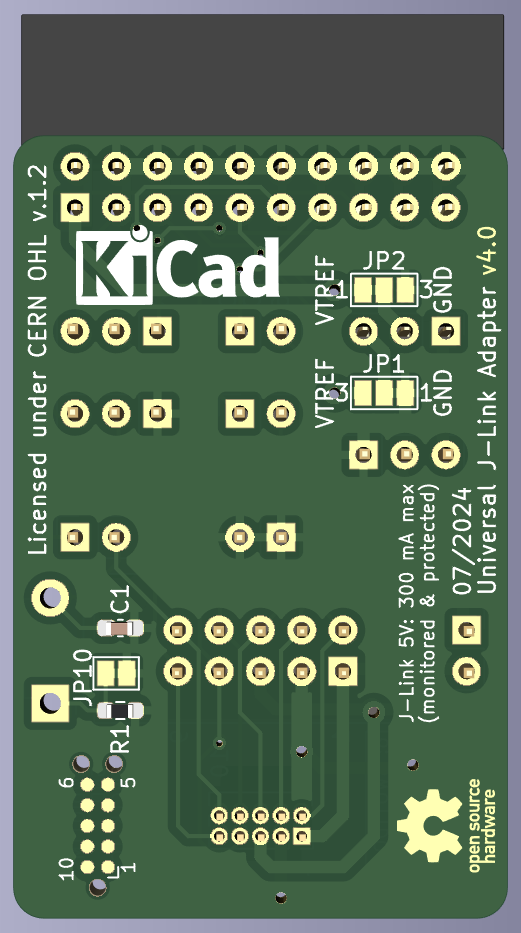 Licensed under CERN OHL v.1.2
KiCad
JP2
VTREF
1
3
GND
JP1
VTREF
3
1
GND
Universal J-Link Adapter v4.0
07/2024
J-Link 5V: 300 mA max
(monitored & protected)
C1
JP10
R1
6
5
10
1
open source
hardware